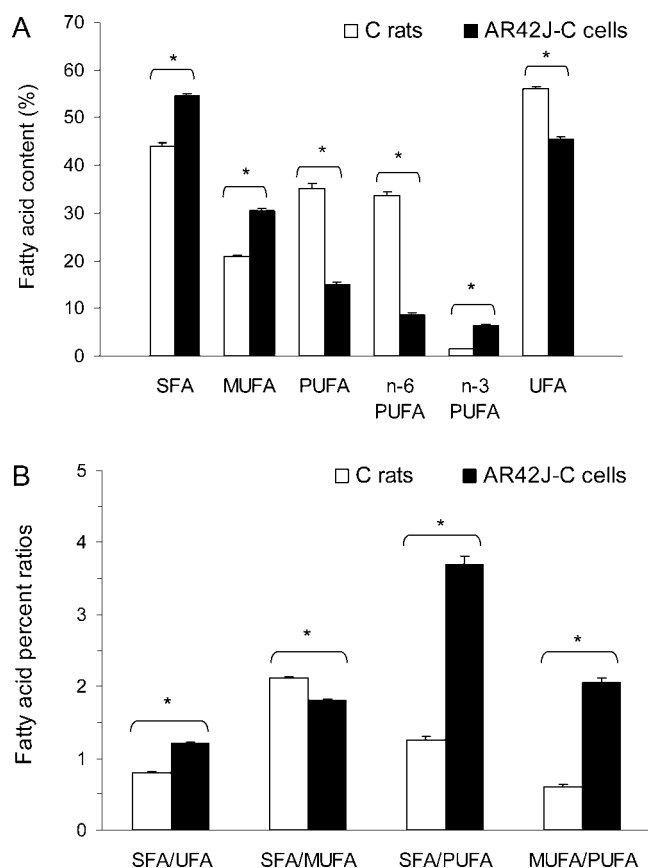 A
C rats AR42J-C cells
Fatty acid content (%)
70
60
50
40
30
20
10
0
* * * * * *
SFA MUFA PUFA n-6 PUFA n-3 PUFA UFA
B
C rats AR42J-C cells
Fatty acid percent ratios
5
4
3
2
1
0
* * * *
SFA/UFA SFA/MUFA SFA/PUFA MUFA/PUFA